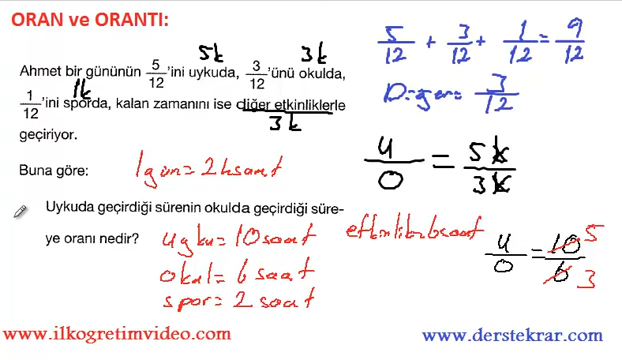 ORAN ve ORANTI:
5k 3k
Ahmet bir gününün 5/12'ini uykuda, 3/12'ünü okulda,
1k
1/12'ini sporda, kalan zamanını ise diğer etkinliklerle
3k
geçiriyor.
Buna göre: 1 gün = 24 saat
Uykuda geçirdiği sürenin okulda geçirdiği süre-
ye oranı nedir? uyku = 10 saat
okul = 6 saat
spor = 2 saat
etkinlik = 6 saat
5/12 + 3/12 + 1/12 = 9/12
Diğer = 3/12
u/o = 5k/3k
u/o = 10/6 5
3
www.ilkogretimvideo.com
www.derstekrar.com